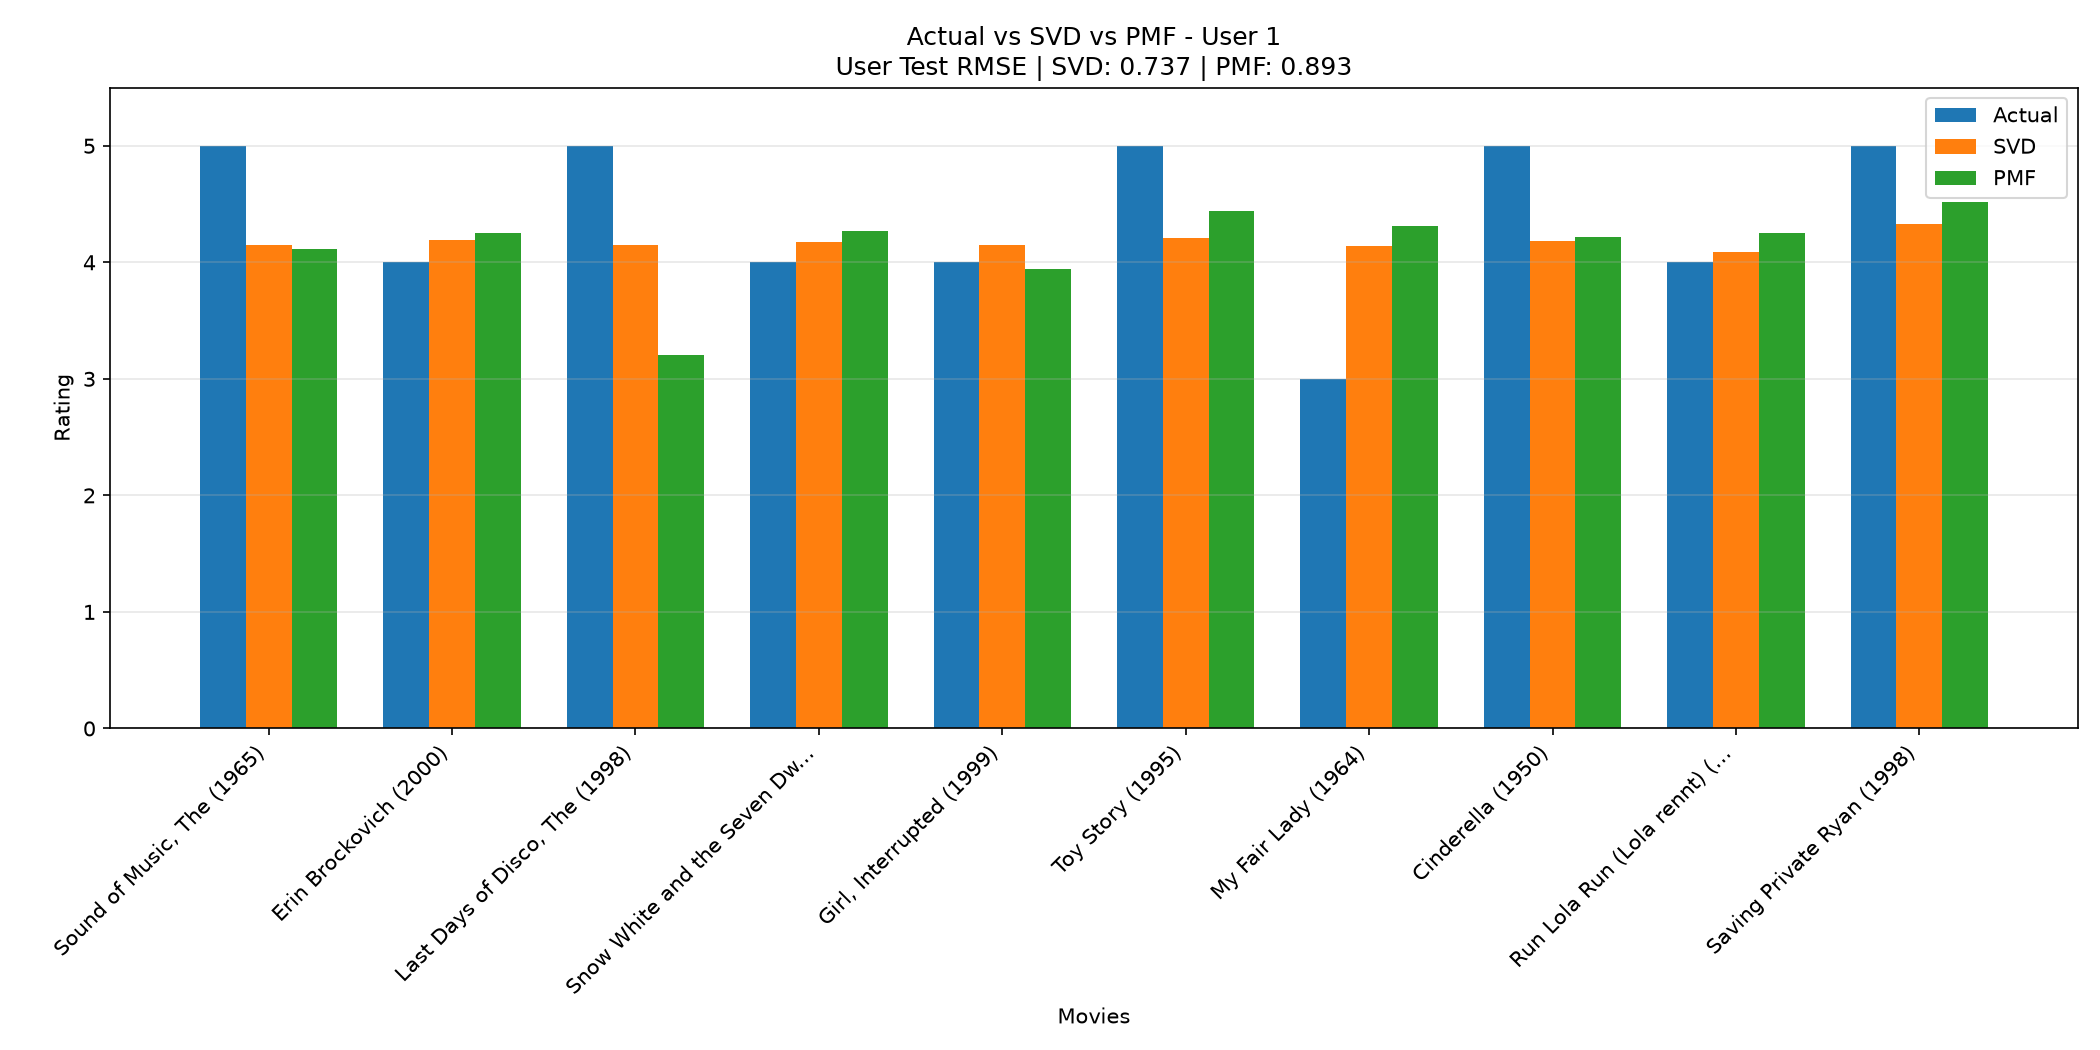 Actual vs SVD vs PMF - User 1
User Test RMSE | SVD: 0.737 | PMF: 0.893
Actual
SVD
PMF
Rating
5
4
3
2
1
0
Sound of Music, The (1965)
Erin Brockovich (2000)
Last Days of Disco, The (1998)
Snow White and the Seven Dw...
Girl, Interrupted (1999)
Toy Story (1995)
My Fair Lady (1964)
Cinderella (1950)
Run Lola Run (Lola rennt) (...
Saving Private Ryan (1998)
Movies